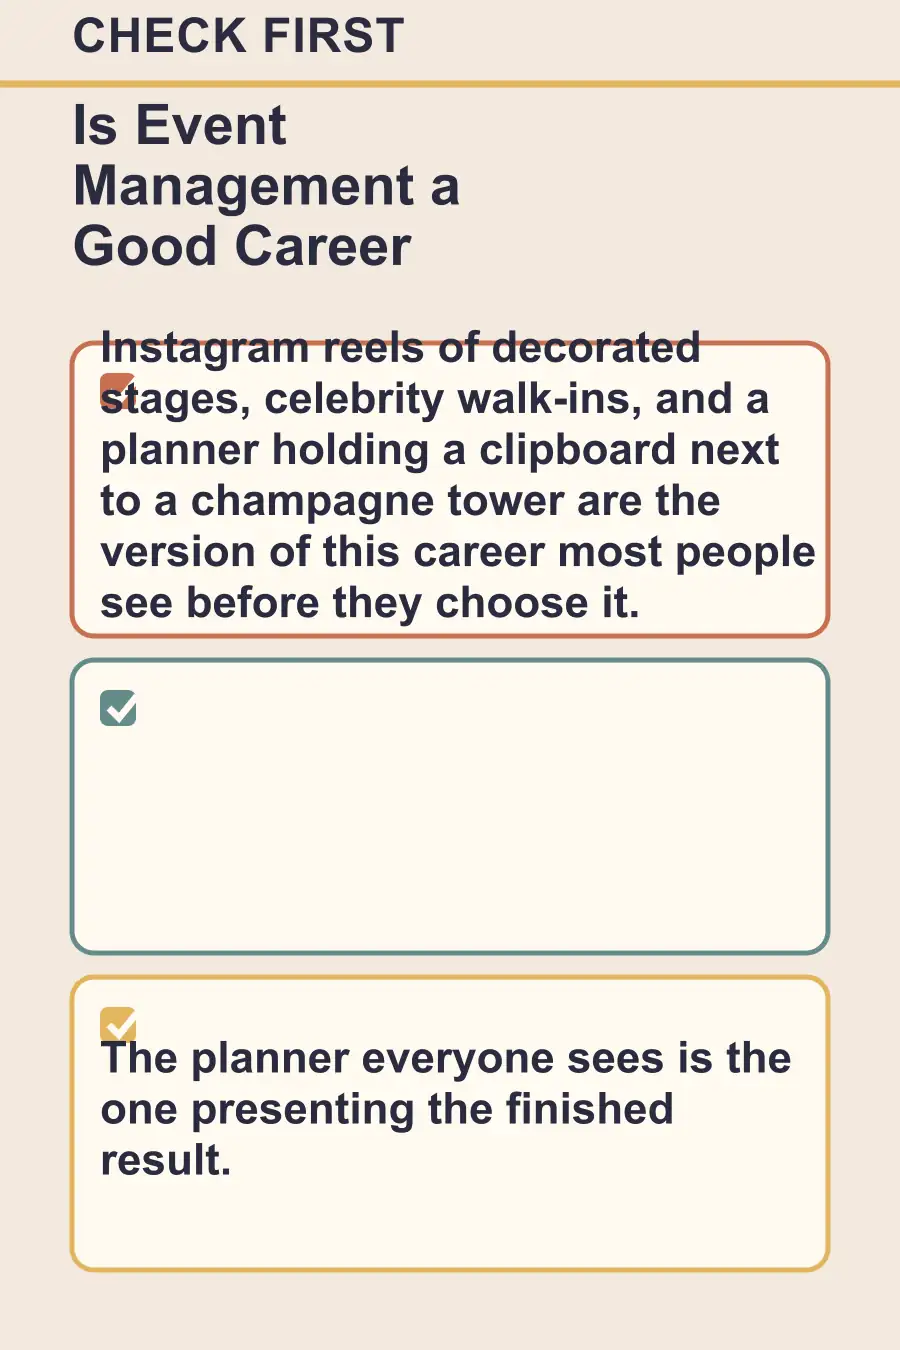 CHECK FIRST
Is Event
Management a
Good Career
Instagram reels of decorated
stages, celebrity walk-ins, and a
planner holding a clipboard next
to a champagne tower are the
version of this career most people
see before they choose it.
The planner everyone sees is the
one presenting the finished
result.